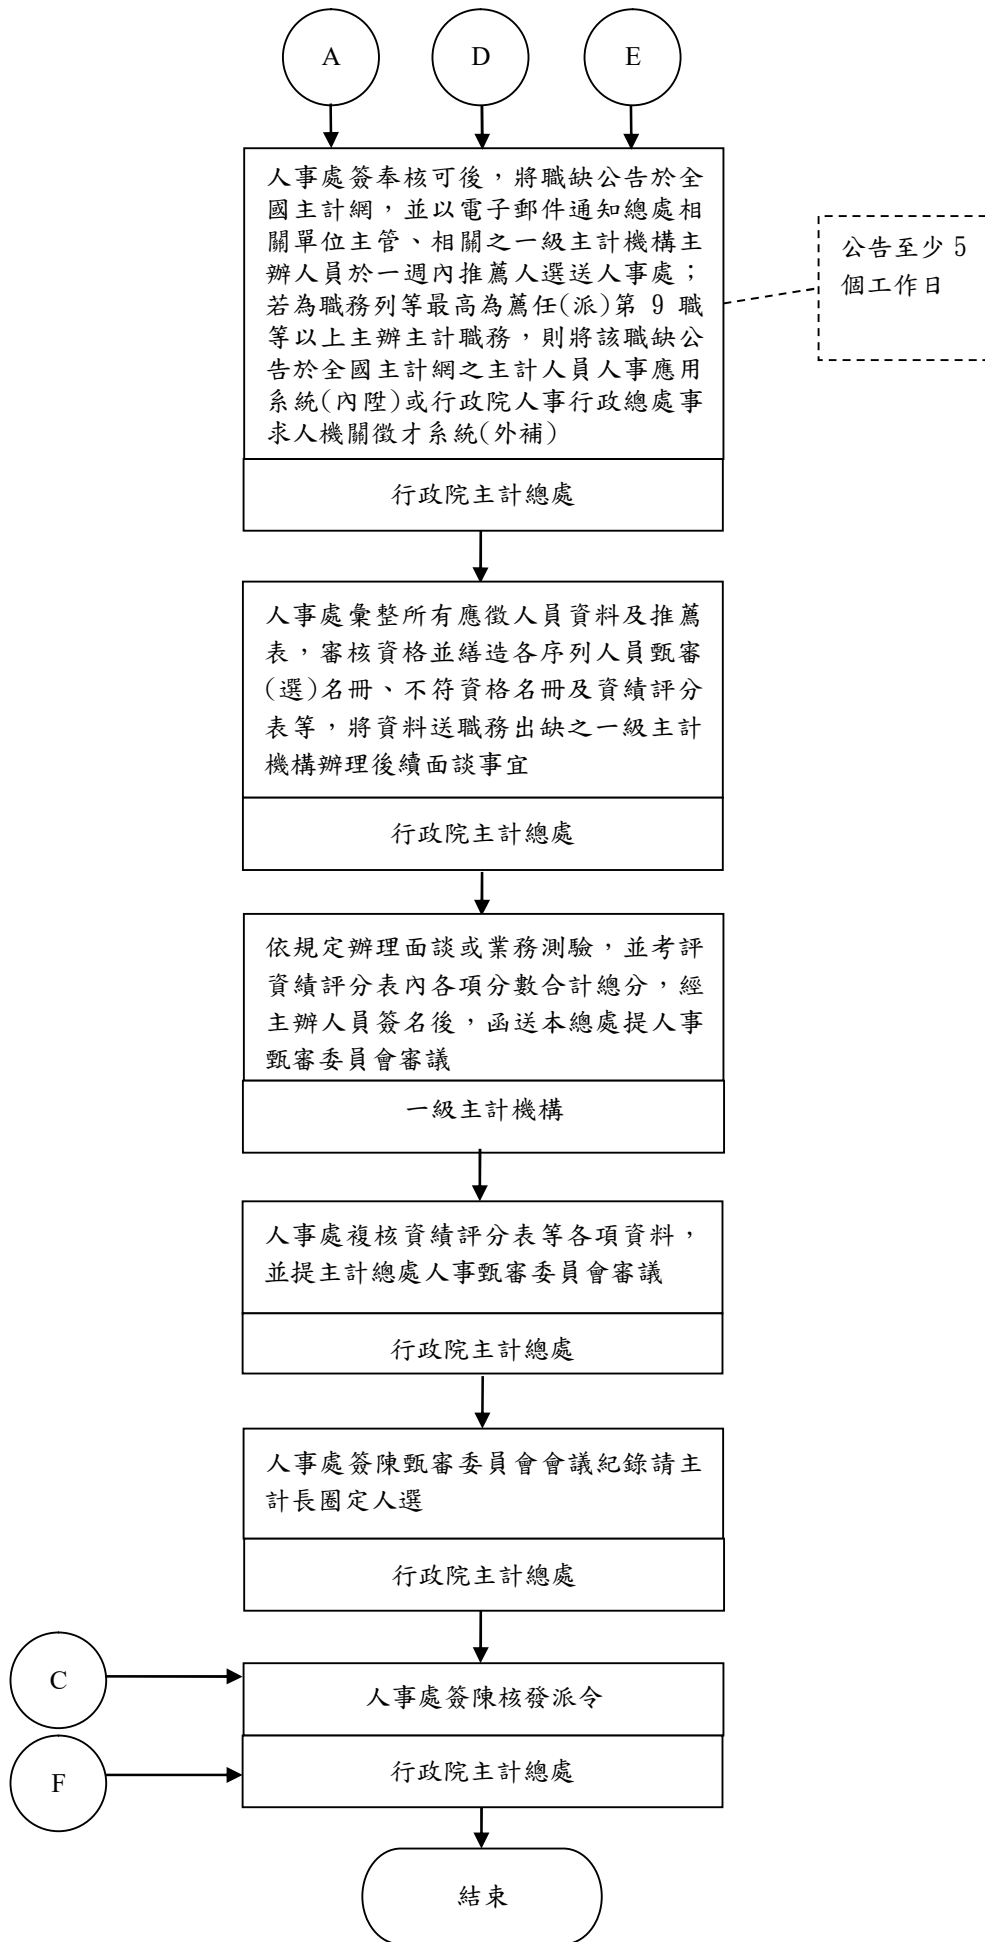 A
D
E
人事處簽奉核可後，將職缺公告於全
國主計網，並以電子郵件通知總處相
關單位主管、相關之一級主計機構主
辦人員於一週內推薦人選送人事處；
若為職務列等最高為薦任(派)第 9 職
等以上主辦主計職務，則將該職缺公
告於全國主計網之主計人員人事應用
系統(內陞)或行政院人事行政總處事
求人機關徵才系統(外補)
公告至少 5
個工作日
行政院主計總處
人事處彙整所有應徵人員資料及推薦
表，審核資格並繕造各序列人員甄審
(選)名冊、不符資格名冊及資績評分
表等，將資料送職務出缺之一級主計
機構辦理後續面談事宜
行政院主計總處
依規定辦理面談或業務測驗，並考評
資績評分表內各項分數合計總分，經
主辦人員簽名後，函送本總處提人事
甄審委員會審議
一級主計機構
人事處複核資績評分表等各項資料，
並提主計總處人事甄審委員會審議
行政院主計總處
人事處簽陳甄審委員會會議紀錄請主
計長圈定人選
行政院主計總處
C
人事處簽陳核發派令
F
行政院主計總處
結束